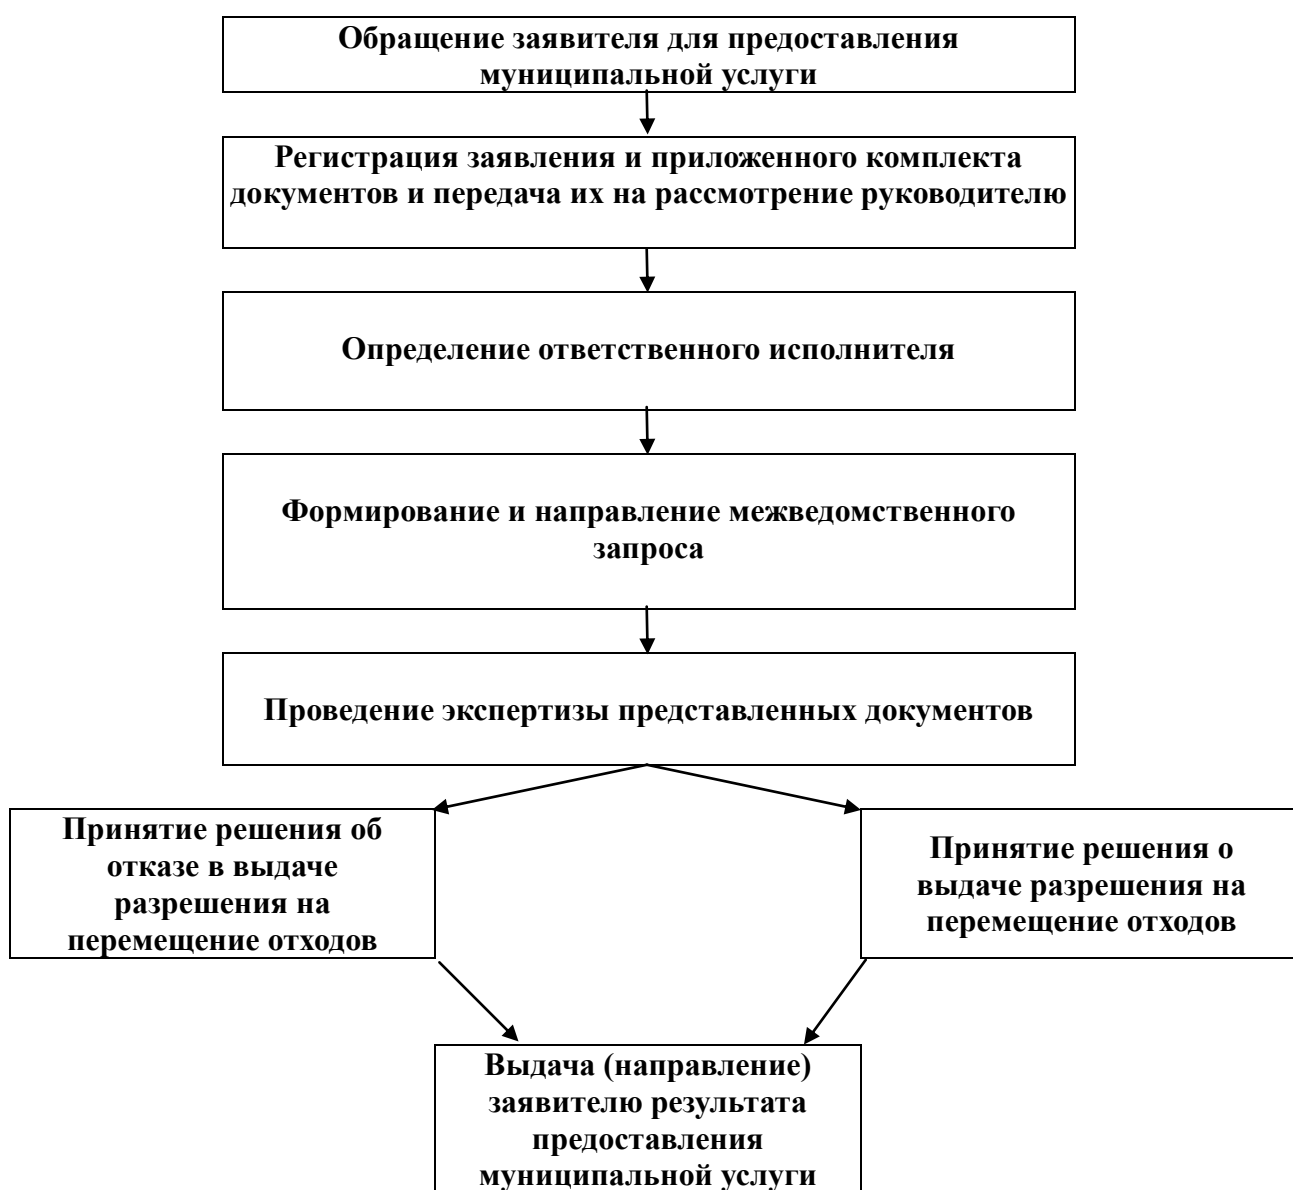 Обращение заявителя для предоставления
муниципальной услуги
Регистрация заявления и приложенного комплекта
документов и передача их на рассмотрение руководителю
Определение ответственного исполнителя
Формирование и направление межведомственного
запроса
Проведение экспертизы представленных документов
Принятие решения об
отказе в выдаче
разрешения на
перемещение отходов
Принятие решения о
выдаче разрешения на
перемещение отходов
Выдача (направление)
заявителю результата
предоставления
муниципальной услуги